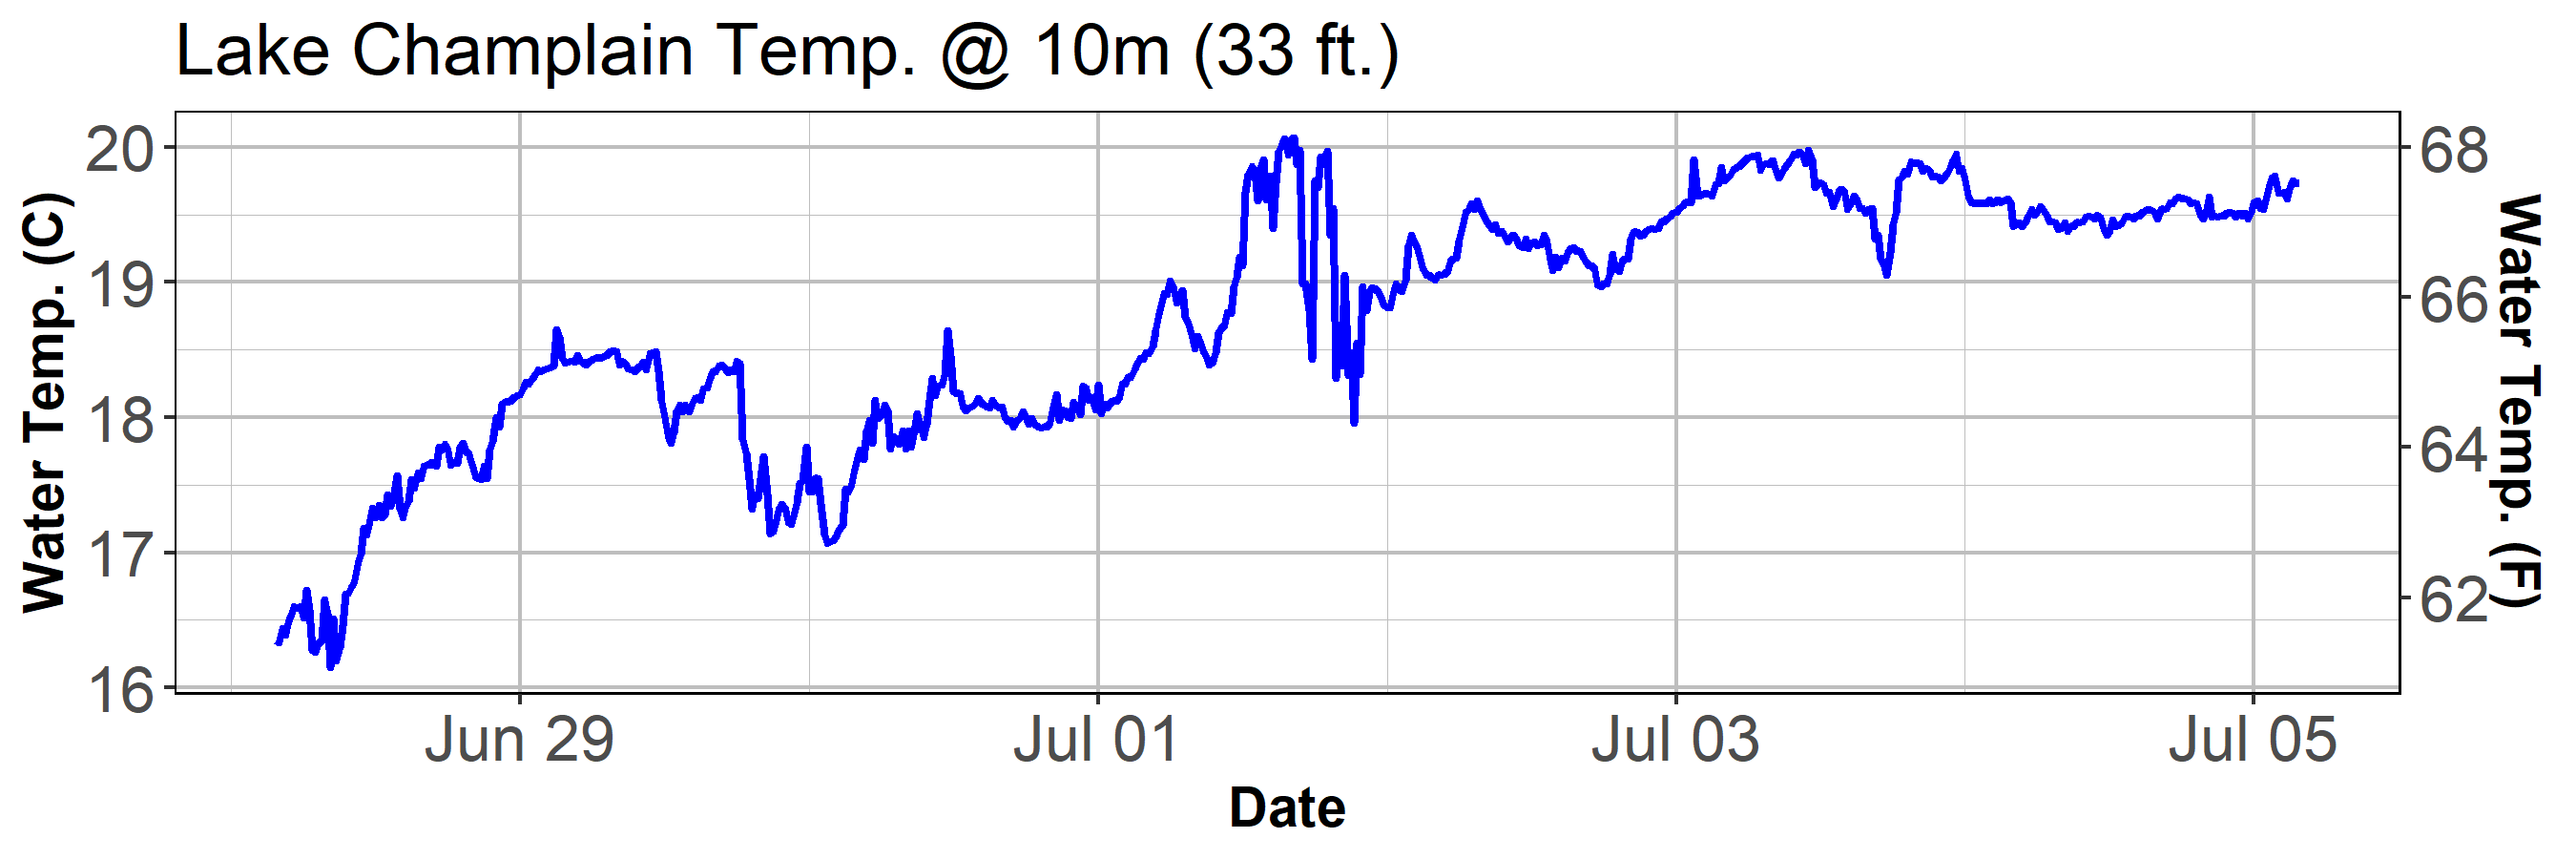 Lake Champlain Temp. @ 10m (33 ft.)
Water Temp. (C)
20
19
18
17
16
68
66
64
62
Water Temp. (F)
Jun 29
Jul 01
Jul 03
Jul 05
Date